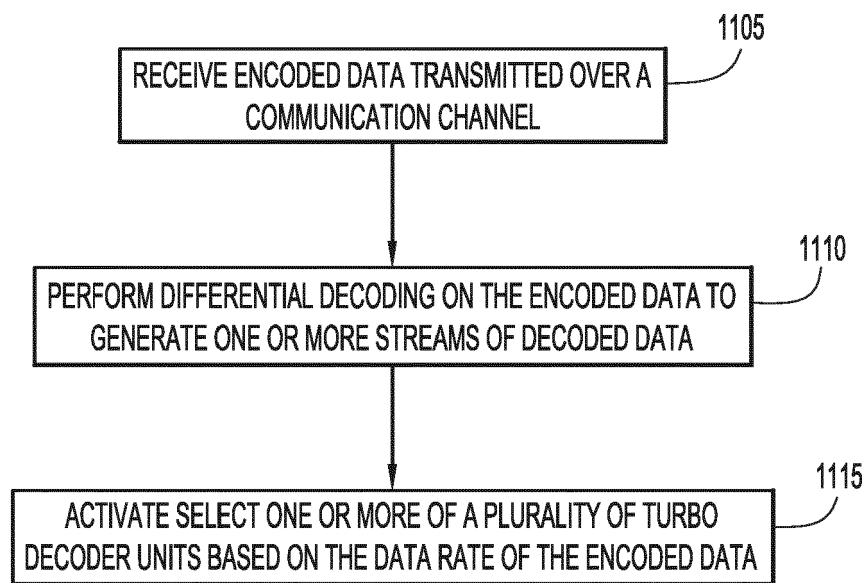 1105
RECEIVE ENCODED DATA TRANSMITTED OVER A
COMMUNICATION CHANNEL
1110
PERFORM DIFFERENTIAL DECODING ON THE ENCODED DATA TO
GENERATE ONE OR MORE STREAMS OF DECODED DATA
1115
ACTIVATE SELECT ONE OR MORE OF A PLURALITY OF TURBO
DECODER UNITS BASED ON THE DATA RATE OF THE ENCODED DATA